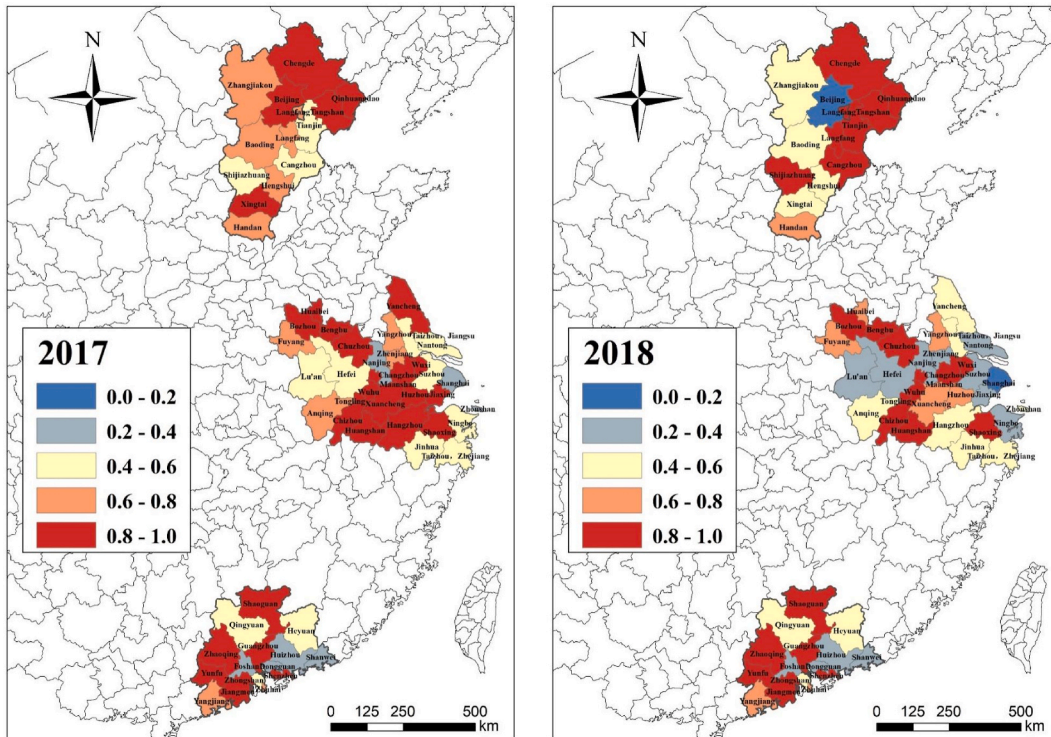 N
Chengde
Zhangjiakou
Beijing
Qinhuangdao
Langfang
Tangshan
Tianjin
Langfang
Baoding
Cangzhou
Shijiazhuang
Hengshui
Xingtai
Handan
Yancheng
Huaibei
Bozhou
Bengbu
Fuyang
Chuzhou
Yangzhou
Taizhou,
Jiangsu
Nantong
Zhenjiang
Nanjing
Wuxi
Changzhou
Suzhou
Lu'an
Hefei
Maanshan
Shanghai
Wuhu
Huzhou
Jiaxing
Tongling
Xuancheng
Zhoushan
Anqing
Chizhou
Hangzhou
Ningbo
Huangshan
Shaoxing
Jinhua
Taizhou,
Zhejiang
2017
0.0 - 0.2
0.2 - 0.4
0.4 - 0.6
0.6 - 0.8
0.8 - 1.0
Shaoguan
Qingyuan
Heyuan
Guangzhou
Zhaoqing
Huizhou
Foshan
Dongguan
Shanwei
Yunfu
Shenzhen
Zhongshan
Jiangmen
Zhuhai
Yangjiang
0 125 250 500
km
N
Chengde
Zhangjiakou
Beijing
Qinhuangdao
Langfang
Tangshan
Tianjin
Langfang
Baoding
Cangzhou
Shijiazhuang
Hengshui
Xingtai
Handan
Yancheng
Huaibei
Bozhou
Bengbu
Fuyang
Chuzhou
Yangzhou
Taizhou,
Jiangsu
Nantong
Zhenjiang
Nanjing
Wuxi
Changzhou
Suzhou
Lu'an
Hefei
Maanshan
Shanghai
Wuhu
Huzhou
Jiaxing
Tongling
Xuancheng
Zhoushan
Anqing
Chizhou
Hangzhou
Ningbo
Huangshan
Shaoxing
Jinhua
Taizhou,
Zhejiang
2018
0.0 - 0.2
0.2 - 0.4
0.4 - 0.6
0.6 - 0.8
0.8 - 1.0
Shaoguan
Qingyuan
Heyuan
Guangzhou
Zhaoqing
Huizhou
Foshan
Dongguan
Shanwei
Yunfu
Shenzhen
Zhongshan
Jiangmen
Zhuhai
Yangjiang
0 125 250 500
km